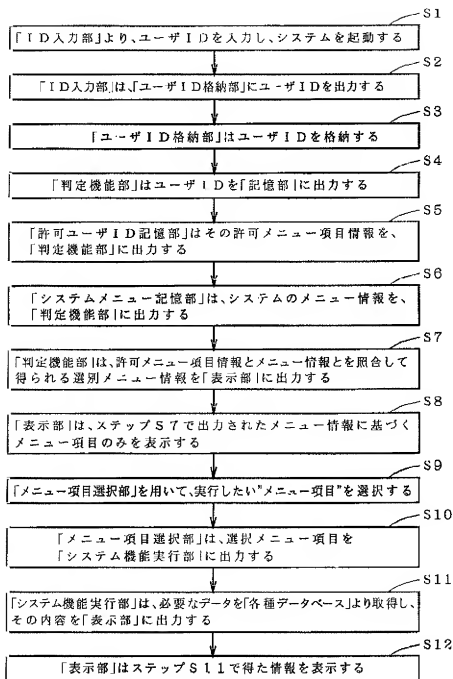 S1
「ID入力部」より、ユーザIDを入力し、システムを起動する
S2
「ID入力部」は、「ユーザID格納部」にユーザIDを出力する
S3
「ユーザID格納部」はユーザIDを格納する
S4
「判定機能部」はユーザIDを「記憶部」に出力する
S5
「許可ユーザID記憶部」はその許可メニュー項目情報を、
「判定機能部」に出力する
S6
「システムメニュー記憶部」は、システムのメニュー情報を、
「判定機能部」に出力する
S7
「判定機能部」は、許可メニュー項目情報とメニュー情報とを照合して
得られる選別メニュー情報を「表示部」に出力する
S8
「表示部」は、ステップS7で出力されたメニュー情報に基づく
メニュー項目のみを表示する
S9
「メニュー項目選択部」を用いて、実行したい"メニュー項目"を選択する
S10
「メニュー項目選択部」は、選択メニュー項目を
「システム機能実行部」に出力する
S11
「システム機能実行部」は、必要なデータを「各種データベース」より取得し、
その内容を「表示部」に出力する
S12
「表示部」はステップS11で得た情報を表示する